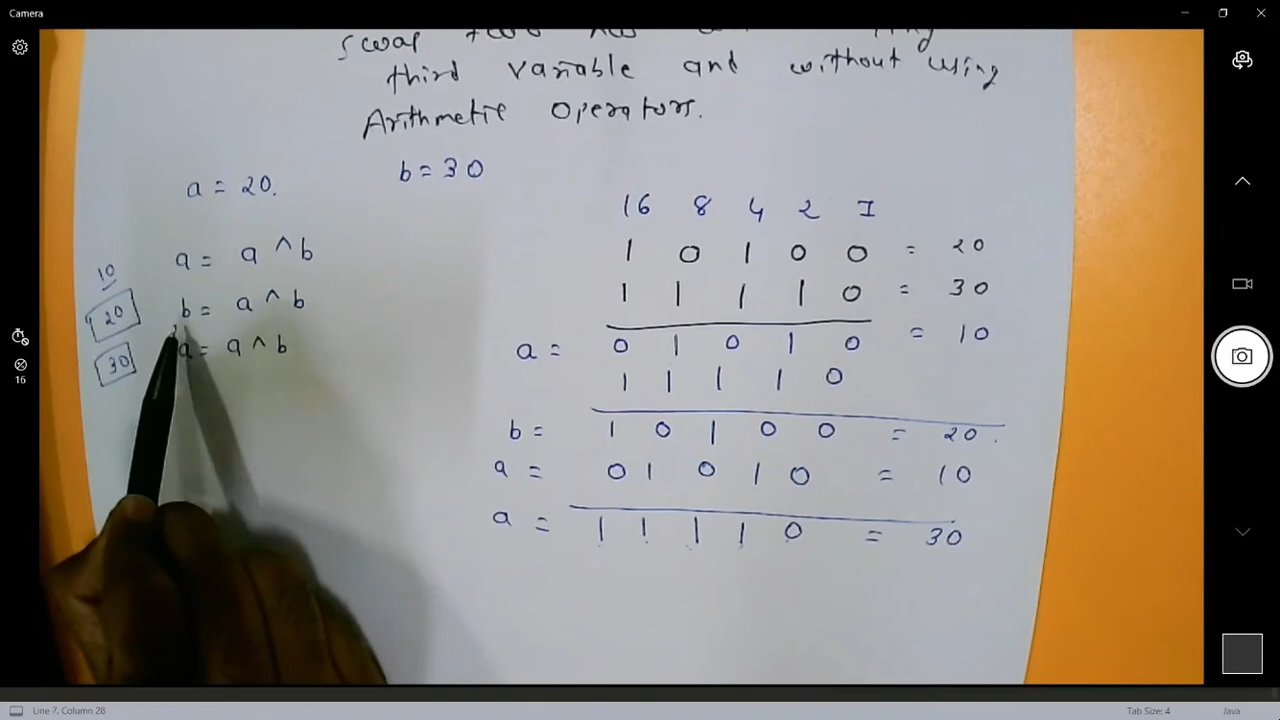 Camera
swap two
third variable and without using
Arithmetic Operators.
a = 20.
b = 30
16 8 4 2 1
a = a ^ b
1 0 1 0 0 = 20
10
1 1 1 1 0 = 30
20 b = a ^ b
a = 0 1 0 1 0 = 10
30 a = a ^ b
1 1 1 1 0
b = 1 0 1 0 0 = 20.
a = 0 1 0 1 0 = 10
a = 1 1 1 1 0 = 30
16
Line 7, Column 28
Tab Size: 4
Java